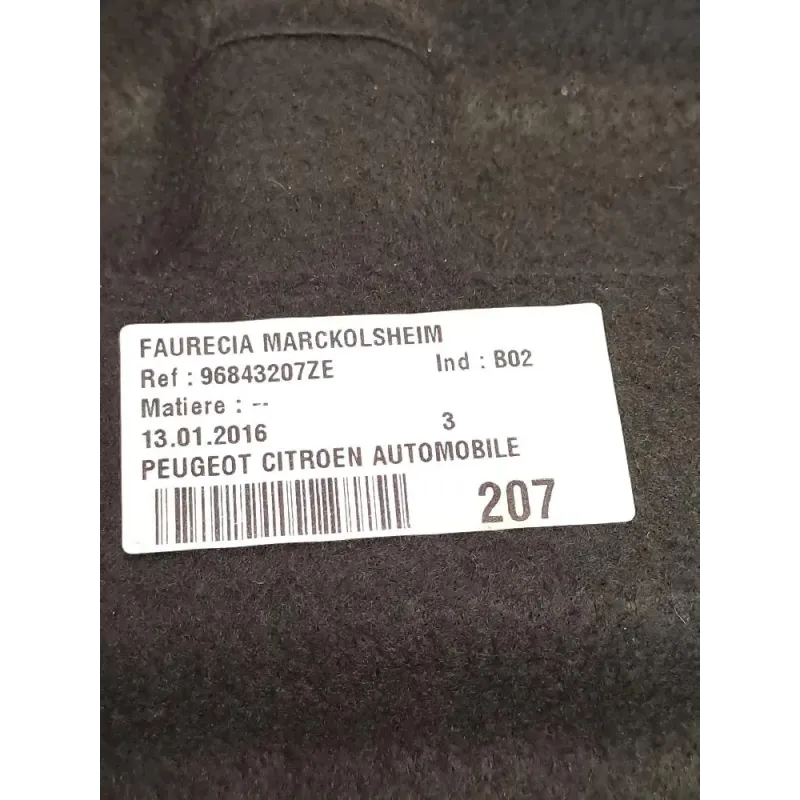 FAURECIA MARCKOLSHEIM
Ref : 96843207ZE Ind : B02
Matiere : --
13.01.2016 3
PEUGEOT CITROEN AUTOMOBILE
207